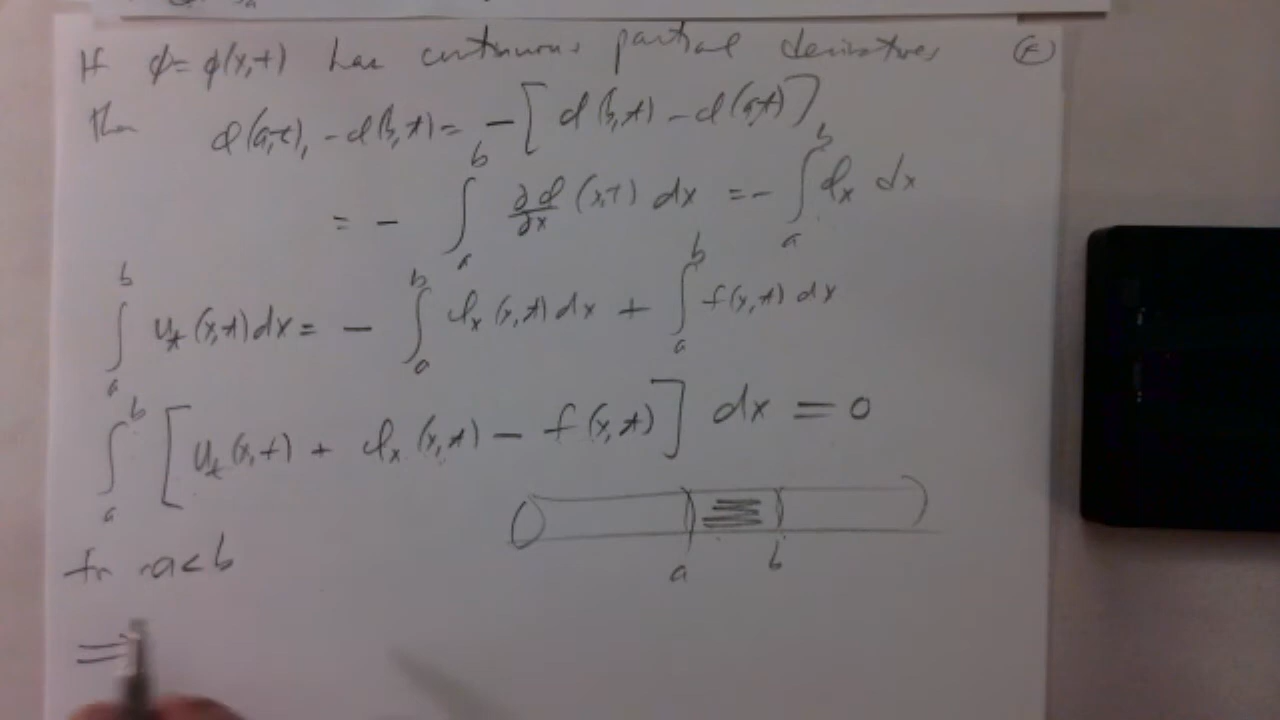 If φ = φ(x,t) has continuous partial derivatives (E)
then φ(a,t) - φ(b,t) = - [ φ(b,t) - φ(a,t) ]
= - ∫_a^b ∂φ/∂x (x,t) dx = - ∫_a^b φ_x dx
∫_a^b u_t (x,t) dx = - ∫_a^b φ_x (x,t) dx + ∫_a^b f(x,t) dx
∫_a^b [ u_t (x,t) + φ_x (x,t) - f(x,t) ] dx = 0
a b
for a < b
⇒